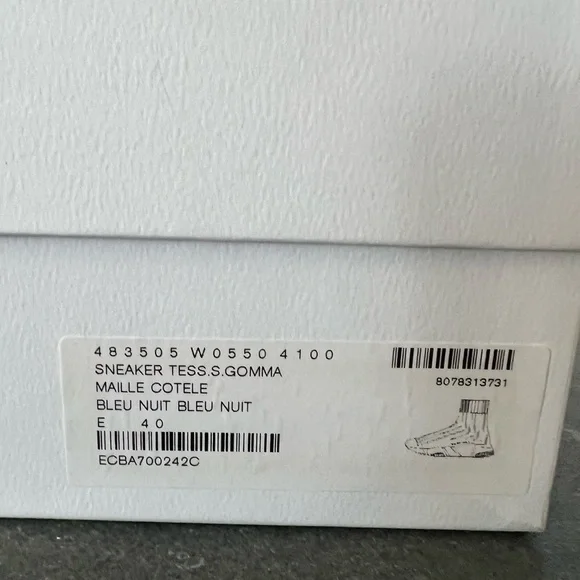 483505 W0550 4100
SNEAKER TESS.S.GOMMA
MAILLE COTELE
BLEU NUIT BLEU NUIT
E 40
ECBA700242C
8078313731